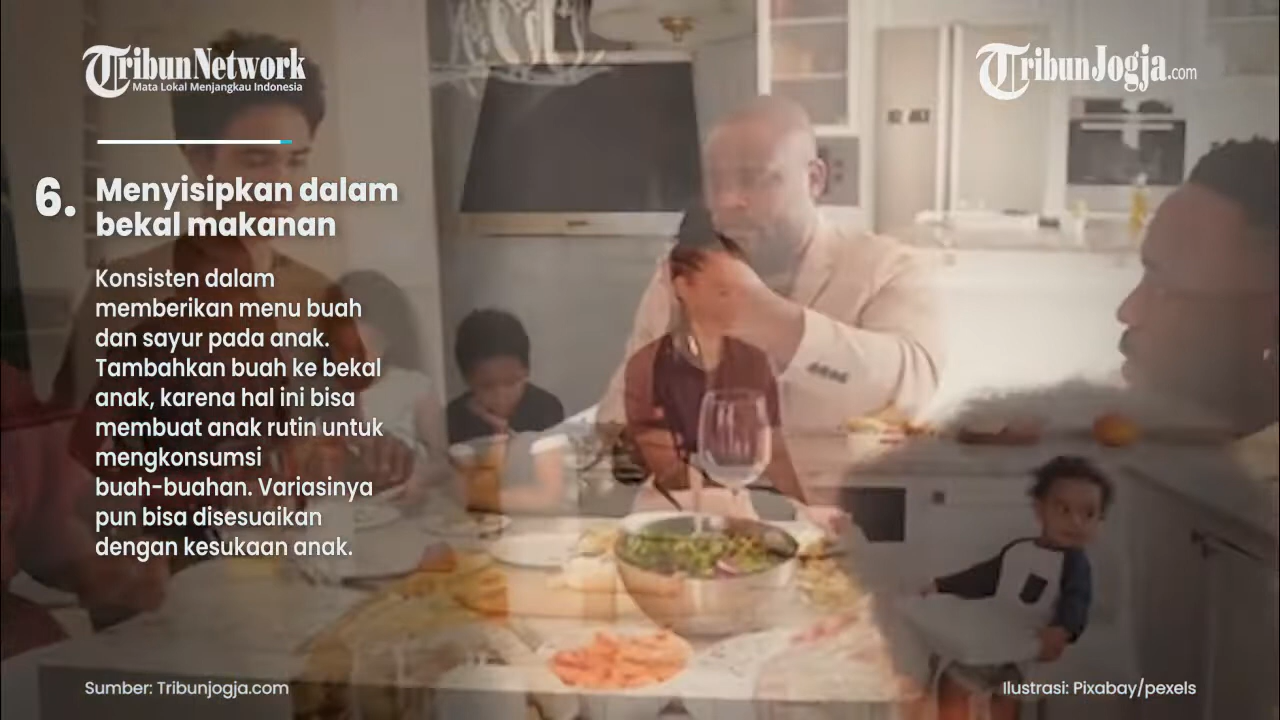 TribunNetwork
Mata Lokal Menjangkau Indonesia
TribunJogja.com
6. Menyisipkan dalam
bekal makanan
Konsisten dalam
memberikan menu buah
dan sayur pada anak.
Tambahkan buah ke bekal
anak, karena hal ini bisa
membuat anak rutin untuk
mengkonsumsi
buah-buahan. Variasinya
pun bisa disesuaikan
dengan kesukaan anak.
Sumber: Tribunjogja.com
Ilustrasi: Pixabay/pexels